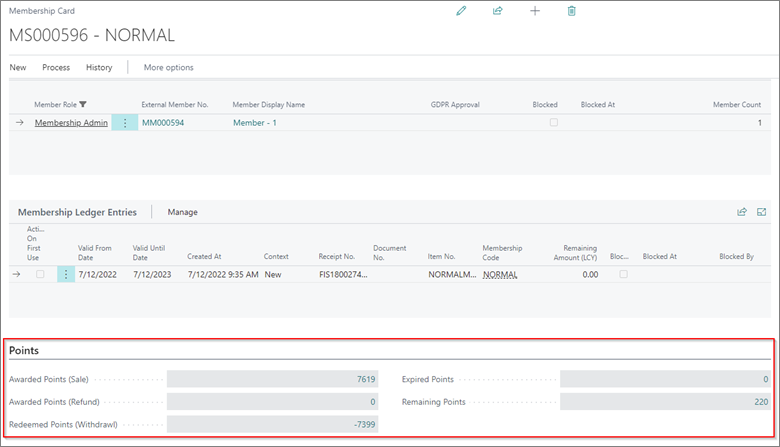 Membership Card
MS000596 - NORMAL
New Process History More options
Member Role External Member No. Member Display Name GDPR Approval Blocked Blocked At Member Count
Membership Admin MM000594 Member - 1 1
Membership Ledger Entries Manage
Acti... On First Use Valid From Date Valid Until Date Created At Context Receipt No. Document No. Item No. Membership Code Remaining Amount (LCY) Bloc... Blocked At Blocked By
7/12/2022 7/12/2023 7/12/2022 9:35 AM New FIS1800274... NORMALM... NORMAL 0.00
Points
Awarded Points (Sale) 7619 Expired Points 0
Awarded Points (Refund) 0 Remaining Points 220
Redeemed Points (Withdrawl) -7399